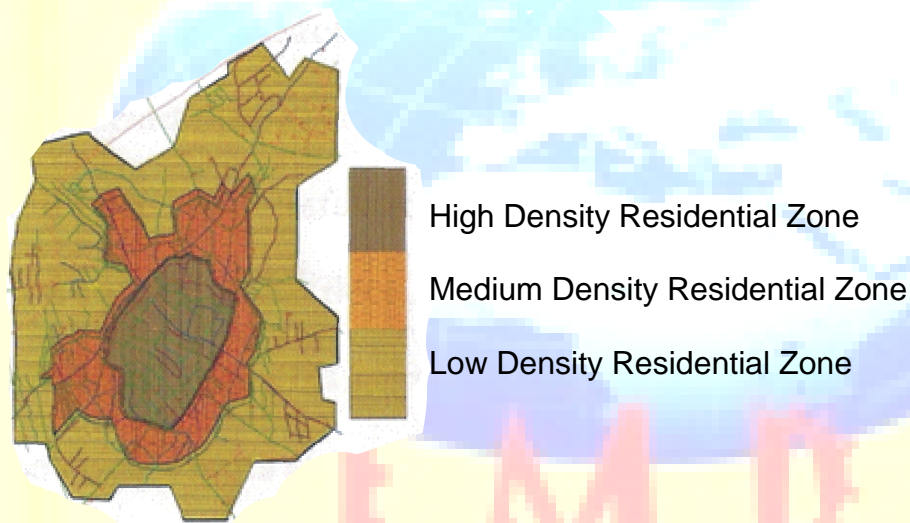 High Density Residential Zone
Medium Density Residential Zone
Low Density Residential Zone